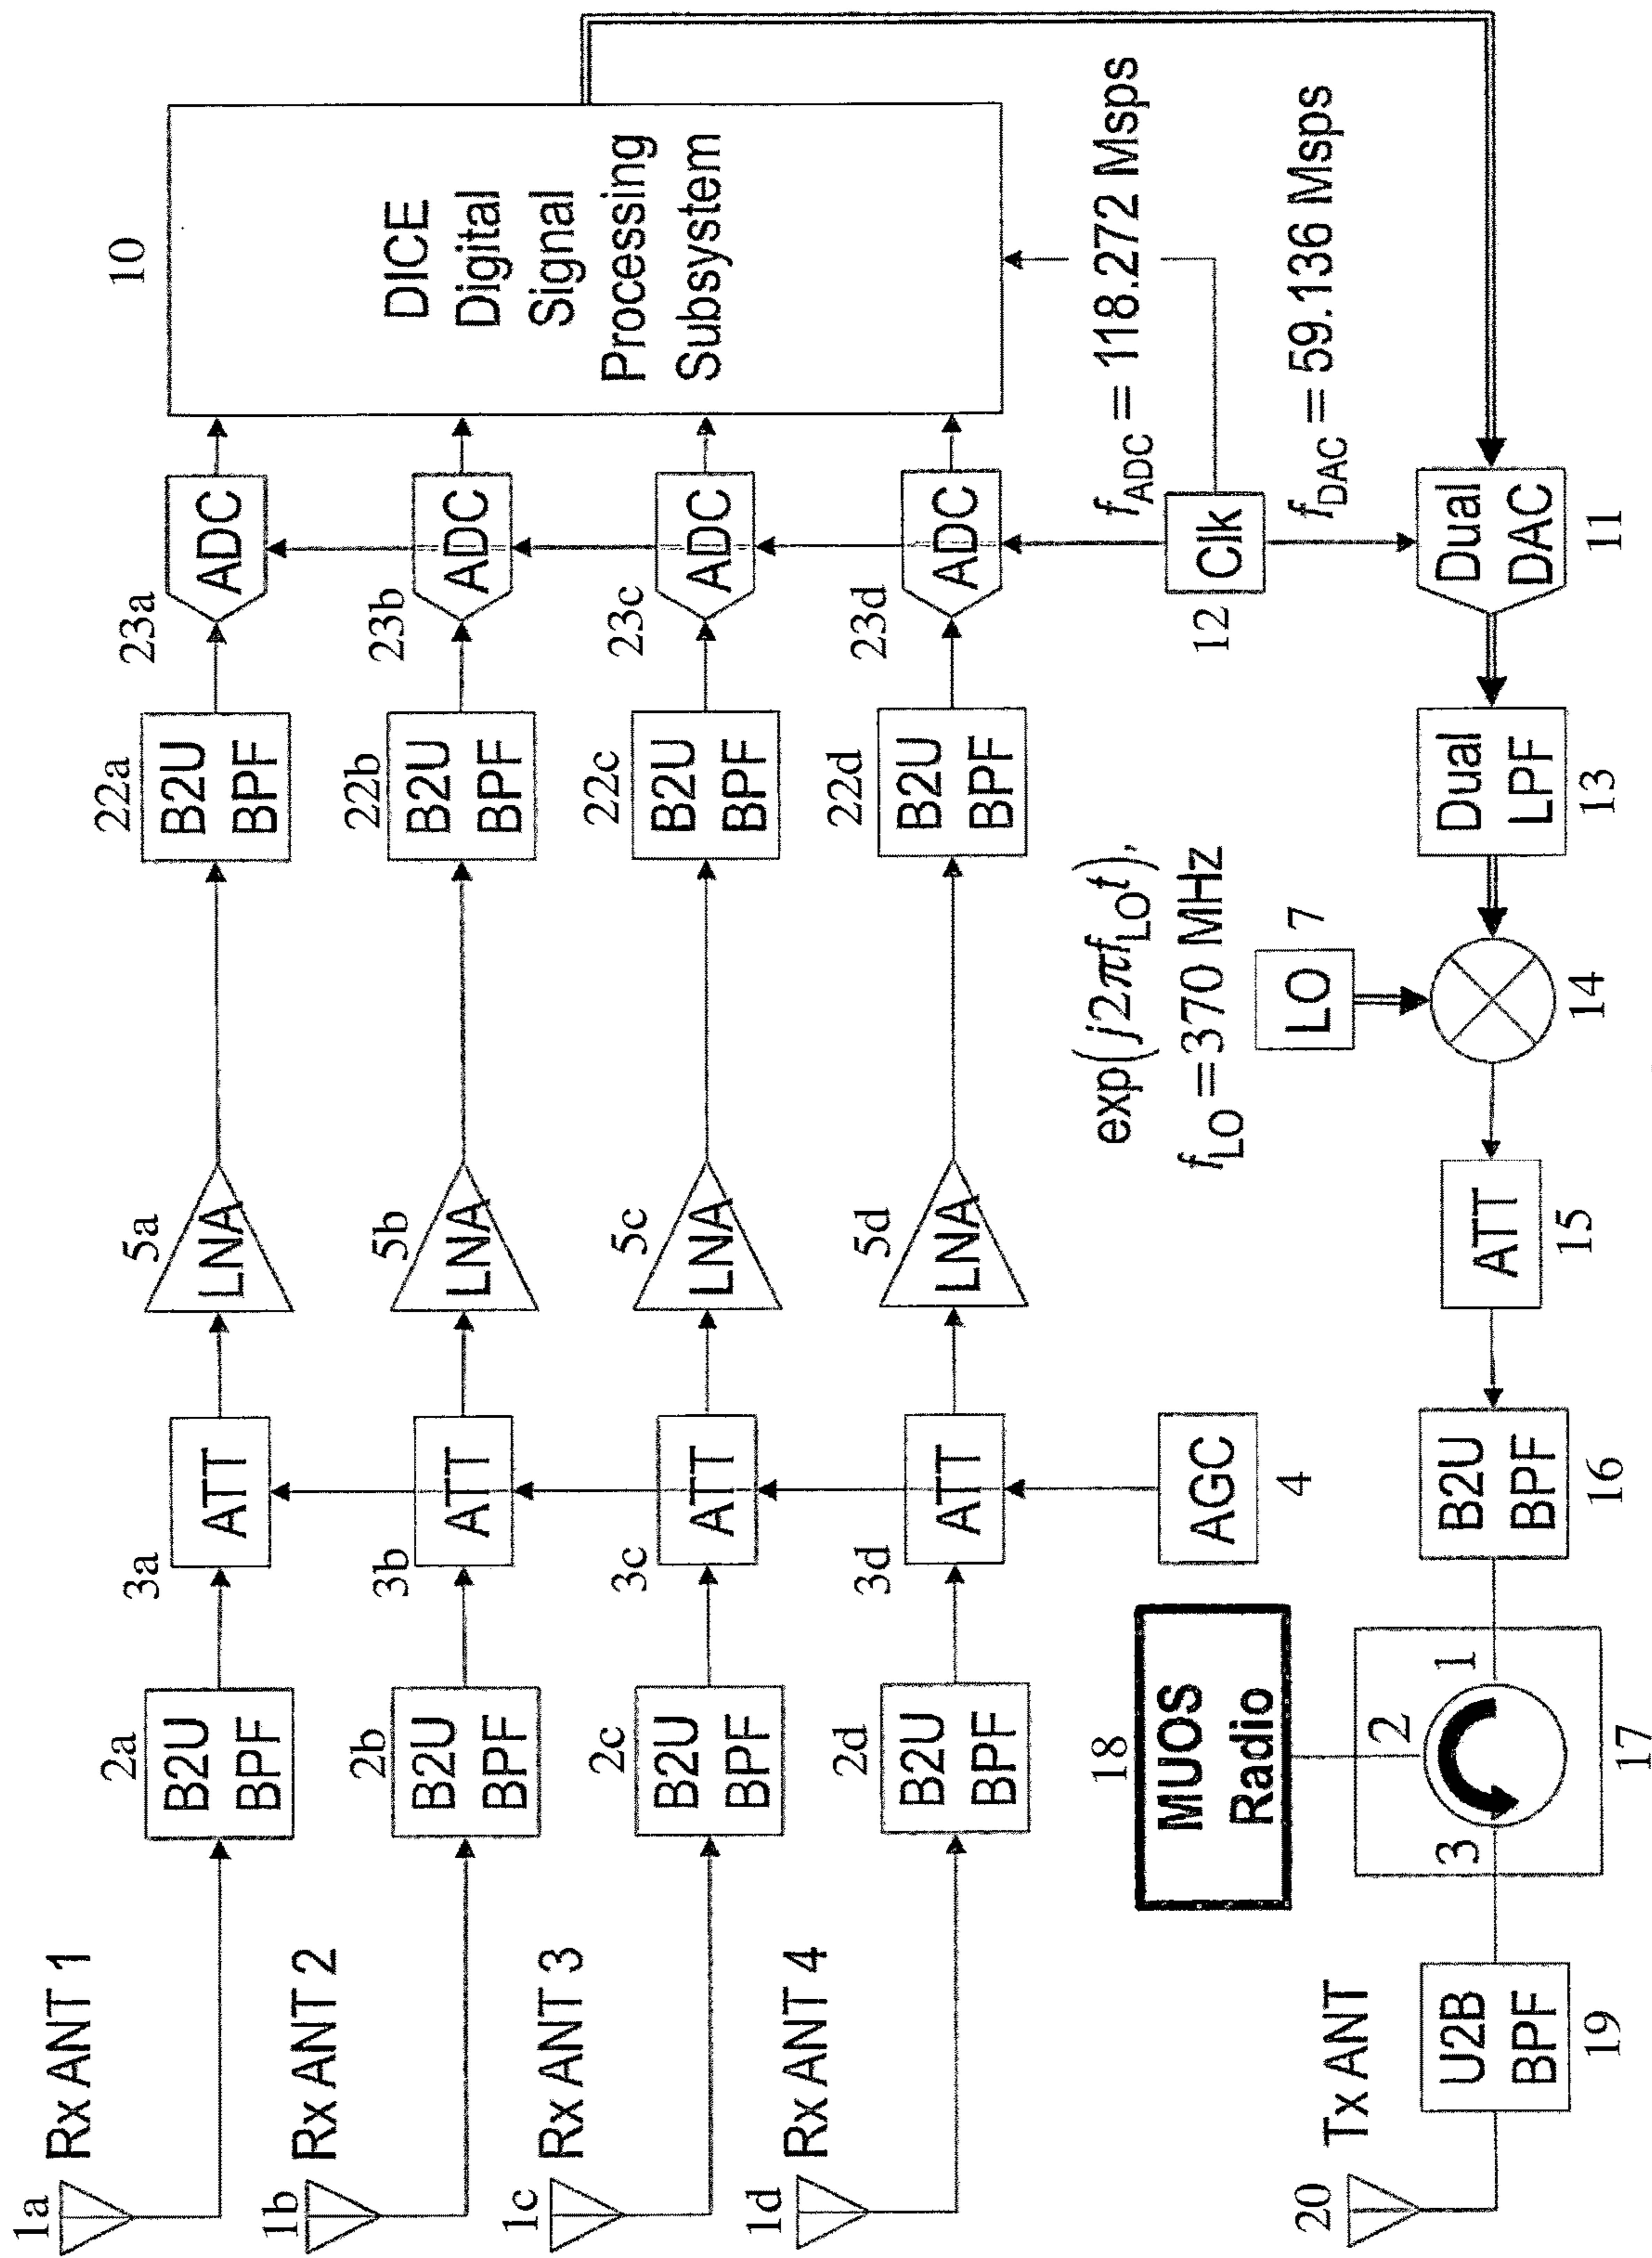 1a
Rx ANT 1
2a
B2U
BPF
3a
ATT
5a
LNA
22a
B2U
BPF
23a
ADC
10
DICE
Digital
Signal
Processing
Subsystem
1b
Rx ANT 2
2b
B2U
BPF
3b
ATT
5b
LNA
22b
B2U
BPF
23b
ADC
1c
Rx ANT 3
2c
B2U
BPF
3c
ATT
5c
LNA
22c
B2U
BPF
23c
ADC
1d
Rx ANT 4
2d
B2U
BPF
3d
ATT
5d
LNA
22d
B2U
BPF
23d
ADC
18
MUOS
Radio
AGC
4
exp(j2πfLOt),
fLO = 370 MHz
LO
7
12
Clk
fADC = 118.272 Msps
fDAC = 59.136 Msps
20
Tx ANT
U2B
BPF
19
3
2
1
17
B2U
BPF
16
ATT
15
14
Dual
LPF
13
Dual
DAC
11